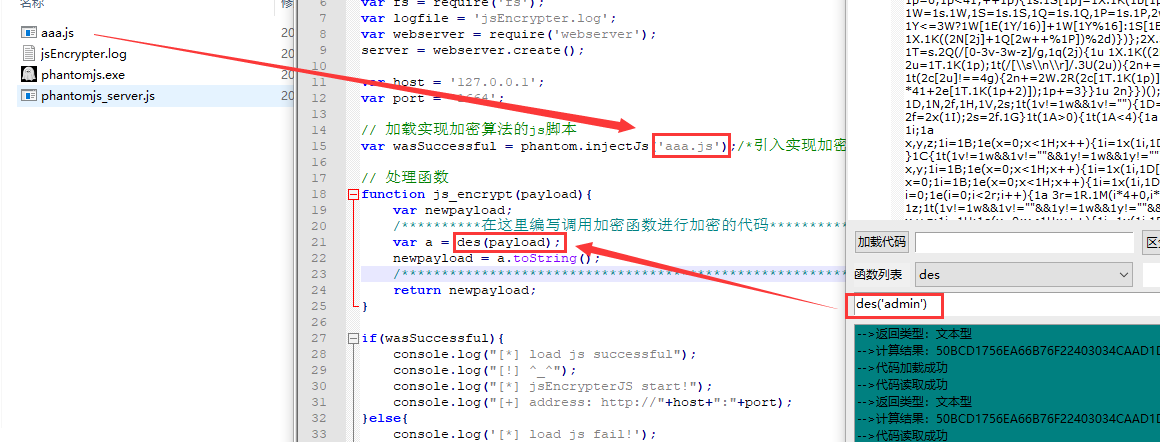 名称
aaa.js
20
jsEncrypter.log
20
phantomjs.exe
20
phantomjs_server.js
20
6 var fs = require('fs');
7 var logfile = 'jsEncrypter.log';
8 var webserver = require('webserver');
9 server = webserver.create();
10
11 var host = '127.0.0.1';
12 var port = '1664';
13
14 // 加载实现加密算法的js脚本
15 var wasSuccessful = phantom.injectJs('aaa.js');/*引入实现加密
16
17 // 处理函数
18 function js_encrypt(payload){
19 var newpayload;
20 /**********在这里编写调用加密函数进行加密的代码**********
21 var a = des(payload);
22 newpayload = a.toString();
23 /**********************************************************
24 return newpayload;
25 }
26
27 if(wasSuccessful){
28 console.log("[*] load js successful");
29 console.log("[!] ^_^");
30 console.log("[*] jsEncrypterJS start!");
31 console.log("[+] address: http://"+host+":"+port);
32 }else{
33 console.log('[*] load js fail!');
1W=1s.1W,1S=1s.1S,1Q=1s.1Q,1P=1s.1P,2
1Y<=3W?1W[1E(1Y/16)]+1W[1Y%16]:1S[1E
1X.1K((2N[2j]+1Q[2w++%1P])%2d)})};2X.
1T=s.2Q(/[0-3v-3w-z]/g,1q(2j){1u 1X.1K((2
2u=1T.1K(1p);1t(/[\\s\\n\\r]/.3U(2u)){2n+=
1t(2c[2u]!==4g){2n+=2W.2R(2c[1T.1K(1p)]
*41+2e[1T.1K(1p+2)]);1p+=3}}1u 2n}})();
1D,1N,2f,1H,1V,2s;1t(1v!=1w&&1v!=""){1D=
2f=2x(1I);2s=2f.1G}1t(1A>0){1t(1A<4){1a
1i;1a
x,y,z;1i=1B;1e(x=0;x<1H;x++){1i=1x(1i,1D[
}1C{1t(1v!=1w&&1v!=""&&1y!=1w&&1y!=""
x,y;1i=1B;1e(x=0;x<1H;x++){1i=1x(1i,1D[
x=0;1i=1B;1e(x=0;x<1H;x++){1i=1x(1i,1D
i=0;1e(i=0;i<2r;i++){1a 3r=1R.1M(i*4+0,i*
1z;1t(1v!=1w&&1v!=""&&1y!=1w&&1y!=""&&
加载代码
区
函数列表 des
des('admin')
-->返回类型：文本型
-->计算结果：50BCD1756EA66B76F22403034CAAD1D
-->代码加载成功
-->代码读取成功
-->返回类型：文本型
-->计算结果：50BCD1756EA66B76F22403034CAAD1D
-->代码读取成功